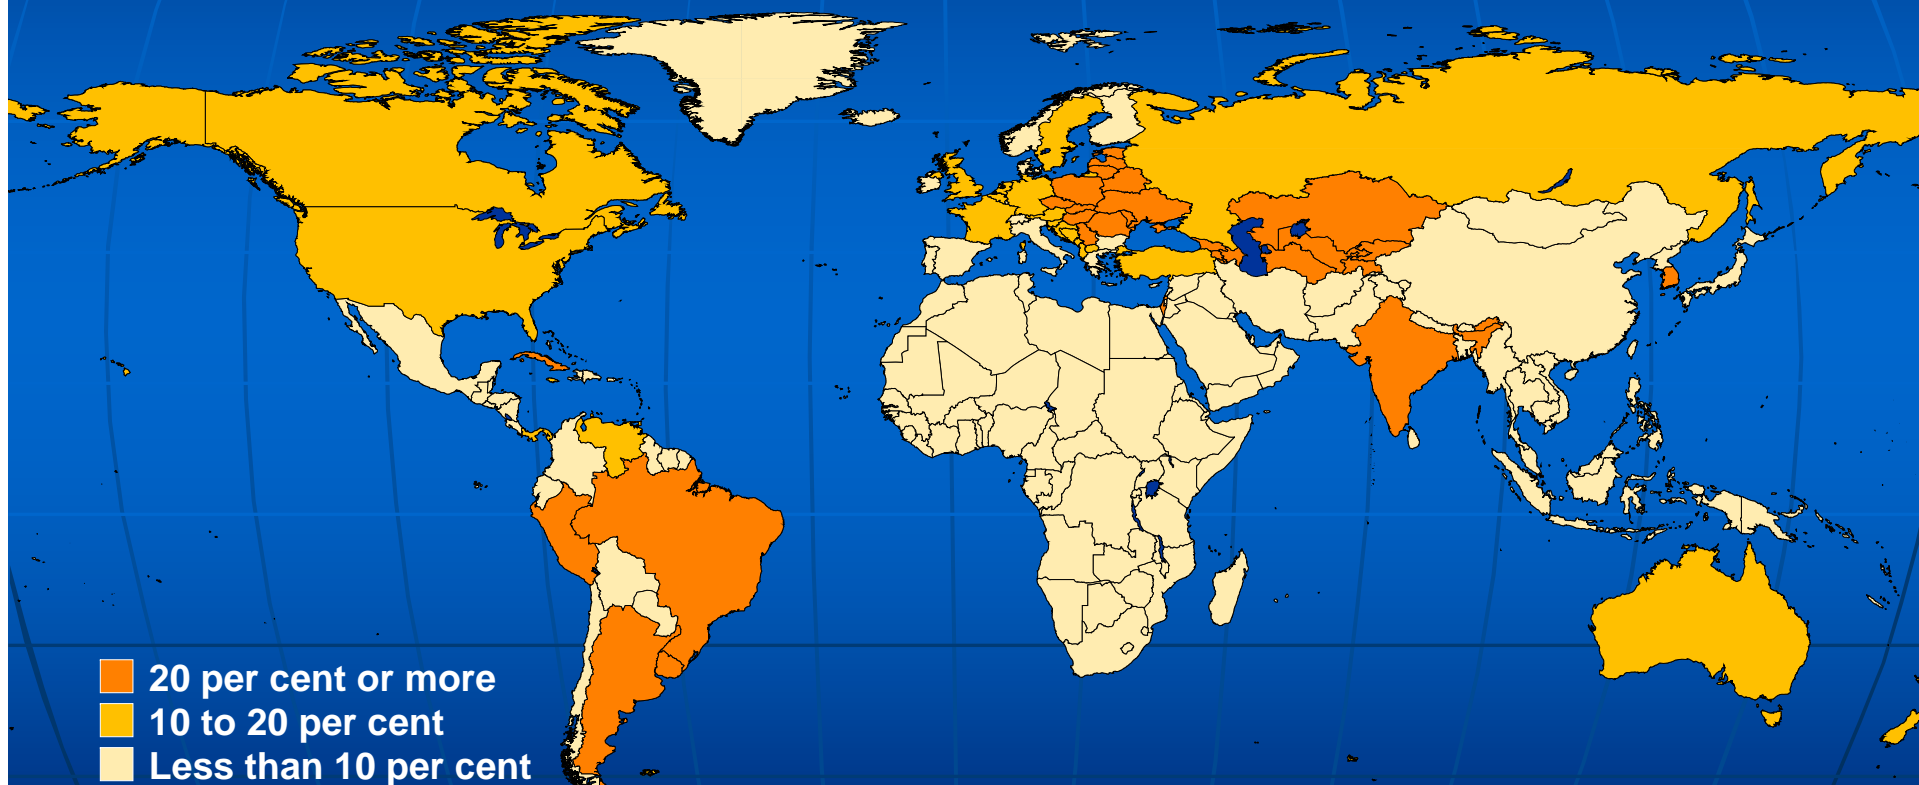 20 per cent or more
10 to 20 per cent
Less than 10 per cent